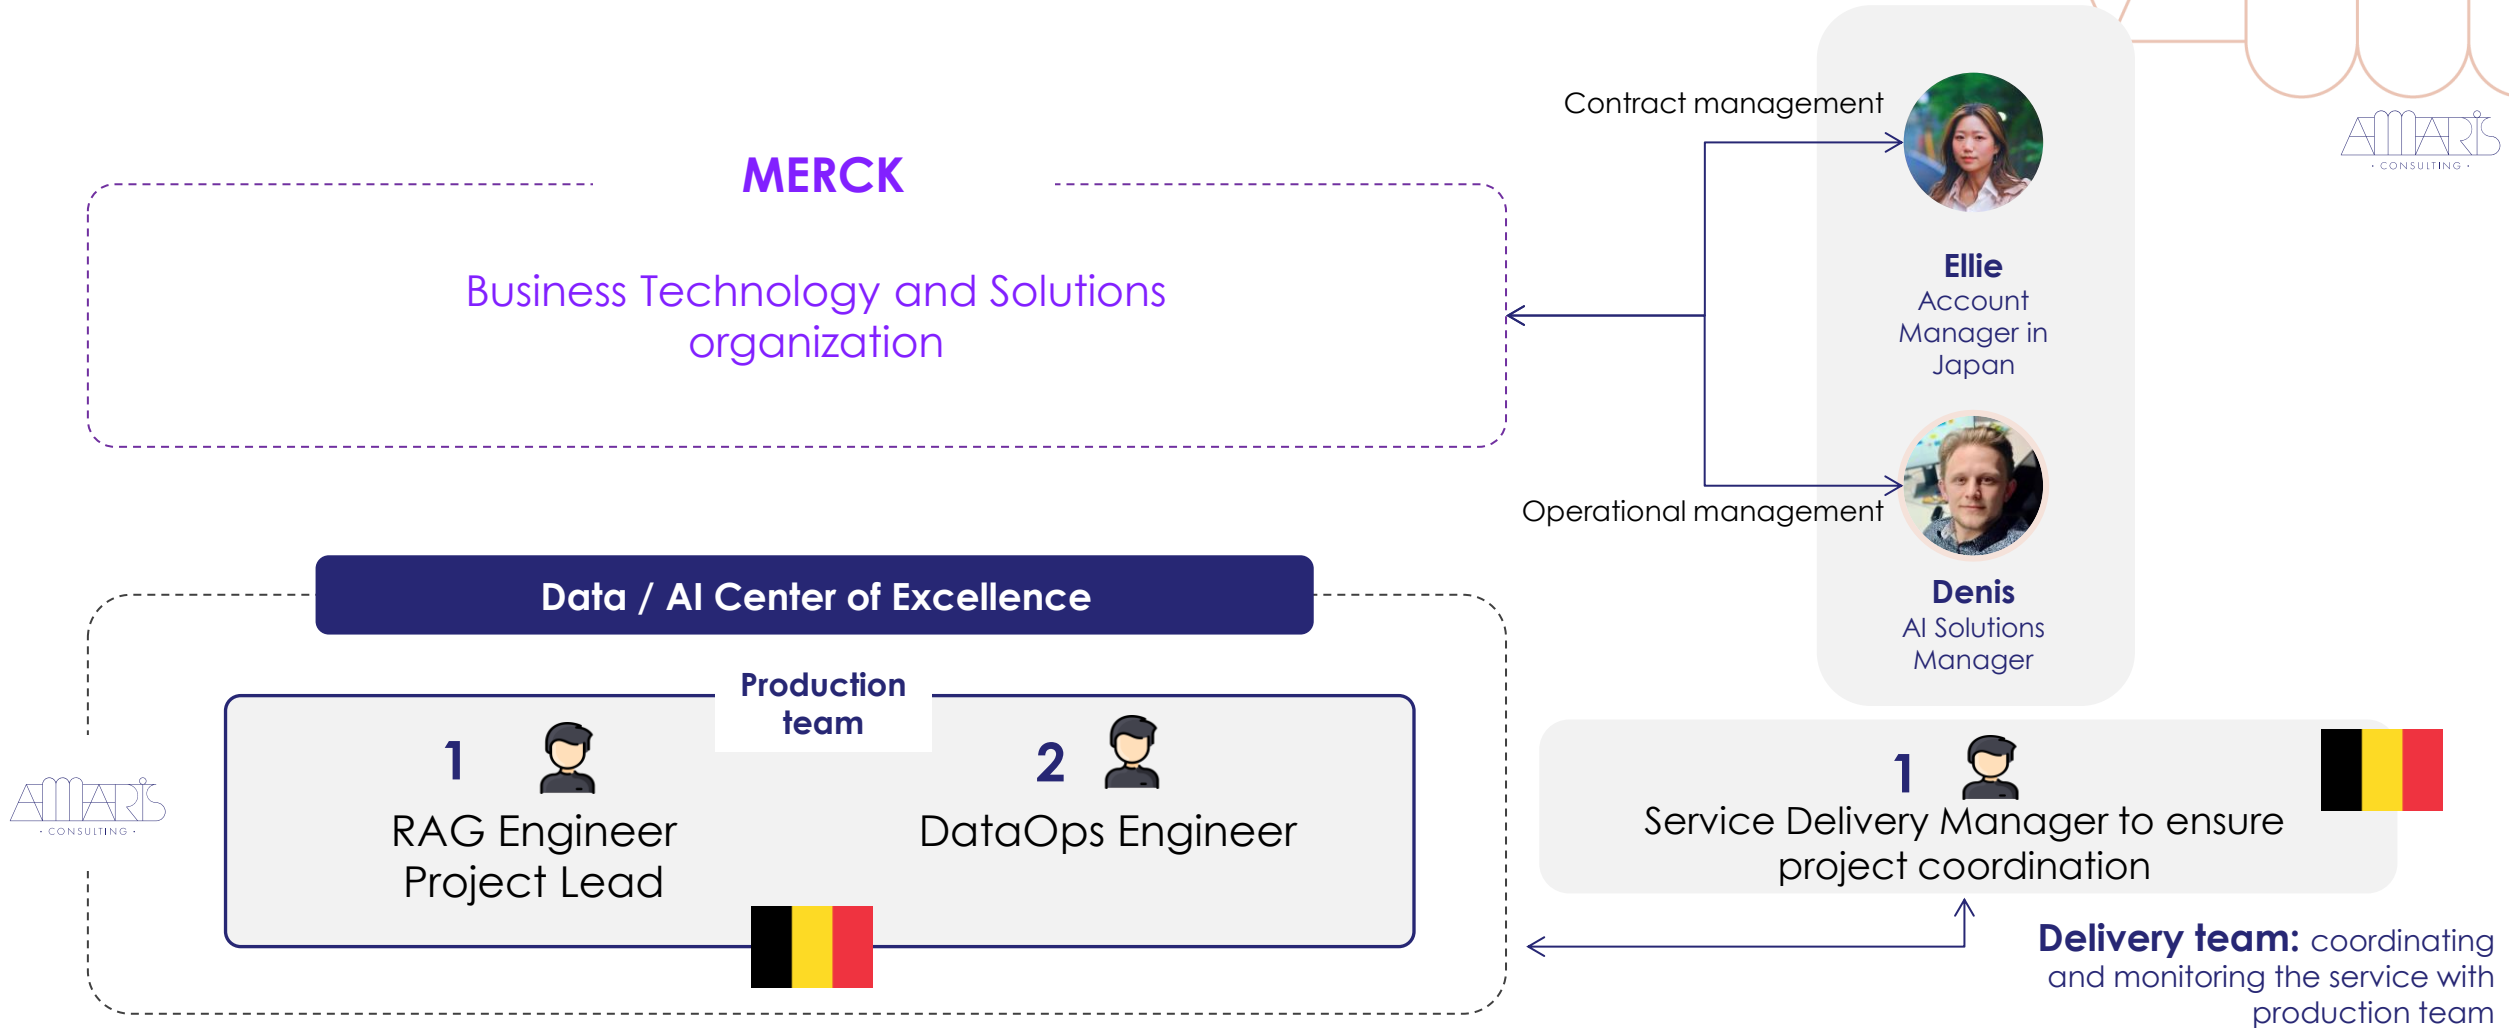 Contract management
AMARIS
• CONSULTING •
MERCK
Business Technology and Solutions
organization
Ellie
Account
Manager in
Japan
Operational management
Denis
AI Solutions
Manager
Data / AI Center of Excellence
Production
team
1
RAG Engineer
Project Lead
2
DataOps Engineer
AMARIS
• CONSULTING •
1
Service Delivery Manager to ensure
project coordination
Delivery team: coordinating
and monitoring the service with
production team